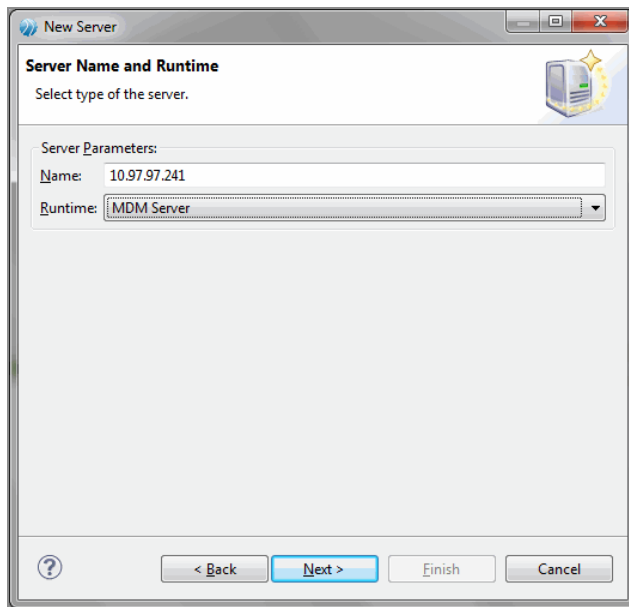 New Server
Server Name and Runtime
Select type of the server.
Server Parameters:
Name: 10.97.97.241
Runtime: MDM Server
? < Back Next > Finish Cancel